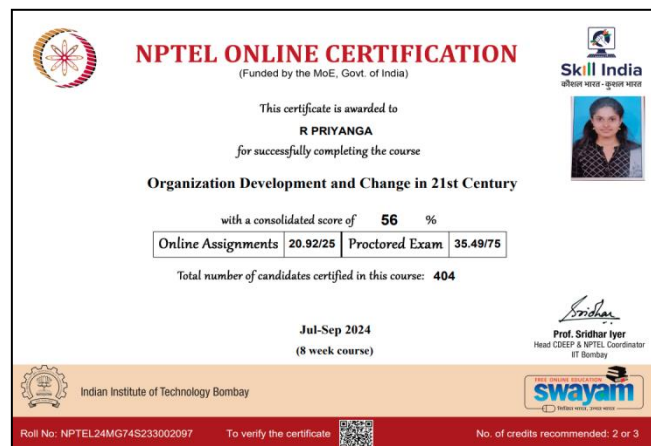 NPTEL ONLINE CERTIFICATION
(Funded by the MoE, Govt. of India)
Skill India
कौशल भारत - कुशल भारत
This certificate is awarded to
R PRIYANGA
for successfully completing the course
Organization Development and Change in 21st Century
with a consolidated score of 56 %
Online Assignments 20.92/25 Proctored Exam 35.49/75
Total number of candidates certified in this course: 404
Jul-Sep 2024
(8 week course)
Sridhar
Prof. Sridhar Iyer
Head CDEEP & NPTEL Coordinator
IIT Bombay
Indian Institute of Technology Bombay
FREE ONLINE EDUCATION
swayam
शिक्षित भारत, उन्नत भारत
Roll No: NPTEL24MG74S233002097 To verify the certificate No. of credits recommended: 2 or 3